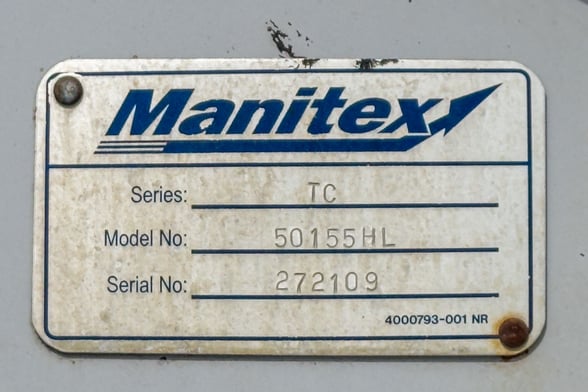 Manitex
Series: TC
Model No: 50155HL
Serial No: 272109
4000793-001 NR